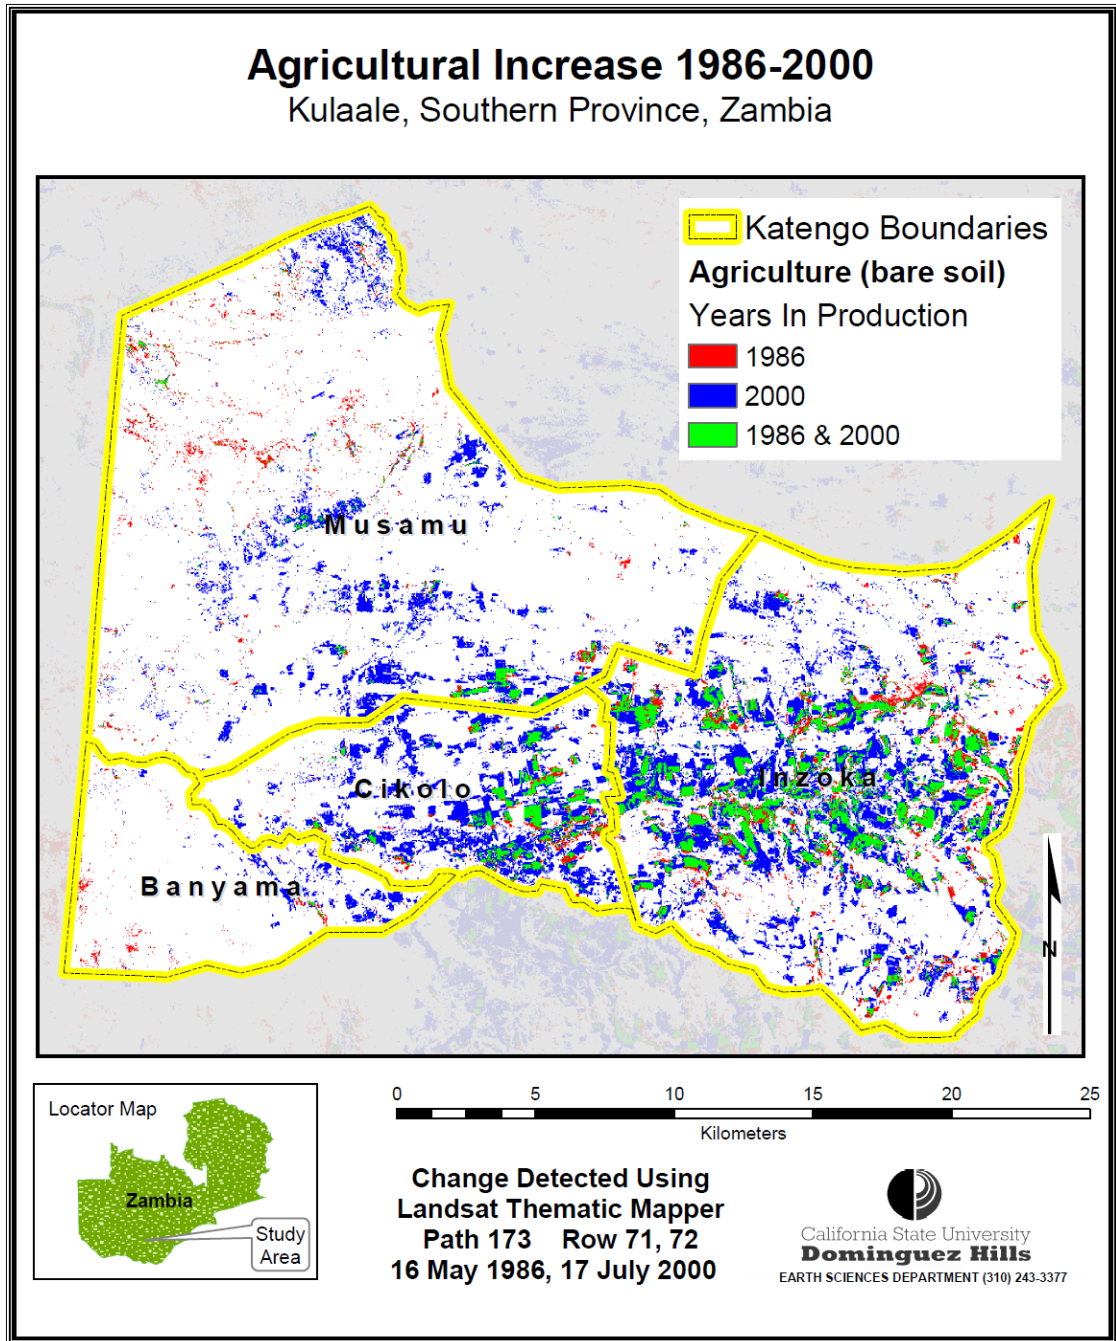 Agricultural Increase 1986-2000
Kulaale, Southern Province, Zambia
Katengo Boundaries
Agriculture (bare soil)
Years In Production
1986
2000
1986 & 2000
Musamu
Inzoka
Cikolo
Banyama
N
Locator Map
Zambia
Study
Area
0 5 10 15 20 25
Kilometers
Change Detected Using
Landsat Thematic Mapper
Path 173 Row 71, 72
16 May 1986, 17 July 2000
California State University
Dominguez Hills
EARTH SCIENCES DEPARTMENT (310) 243-3377